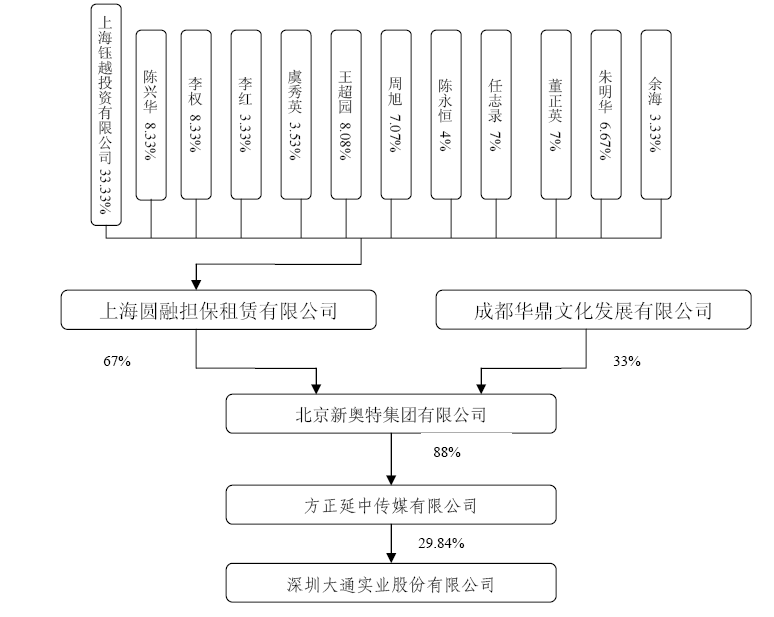 上海钰越投资有限公司 33.33%
陈兴华 8.33%
李权 8.33%
李红 3.33%
虞秀英 3.53%
王超园 8.08%
周旭 7.07%
陈永恒 4%
任志录 7%
董正英 7%
朱明华 6.67%
余海 3.33%
上海圆融担保租赁有限公司
成都华鼎文化发展有限公司
67%
33%
北京新奥特集团有限公司
88%
方正延中传媒有限公司
29.84%
深圳大通实业股份有限公司